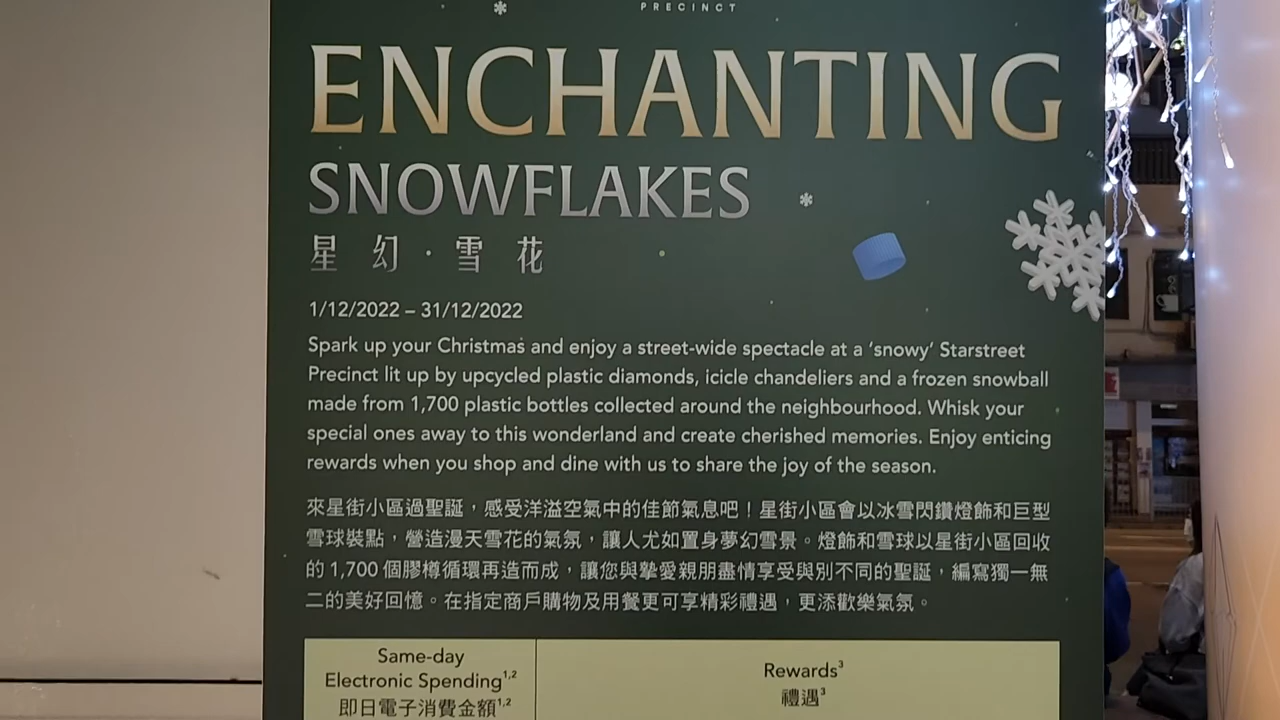 PRECINCT
ENCHANTING
SNOWFLAKES
星幻·雪花
1/12/2022 – 31/12/2022
Spark up your Christmas and enjoy a street-wide spectacle at a ‘snowy’ Starstreet
Precinct lit up by upcycled plastic diamonds, icicle chandeliers and a frozen snowball
made from 1,700 plastic bottles collected around the neighbourhood. Whisk your
special ones away to this wonderland and create cherished memories. Enjoy enticing
rewards when you shop and dine with us to share the joy of the season.
來星街小區過聖誕，感受洋溢空氣中的佳節氣息吧！星街小區會以冰雪閃鑽燈飾和巨型
雪球裝點，營造漫天雪花的氣氛，讓人尤如置身夢幻雪景。燈飾和雪球以星街小區回收
的 1,700 個膠樽循環再造而成，讓您與摯愛親朋盡情享受與別不同的聖誕，編寫獨一無
二的美好回憶。在指定商戶購物及用餐更可享精彩禮遇，更添歡樂氣氛。
Same-day
Electronic Spending1,2
即日電子消費金額1,2
Rewards3
禮遇3